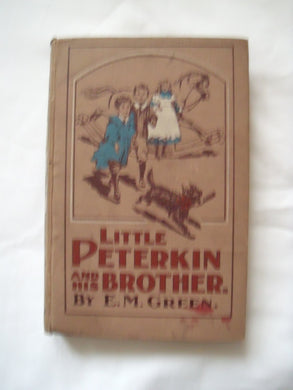 LITTLE
PETERKIN
AND HIS BROTHER.
BY E. M. GREEN.